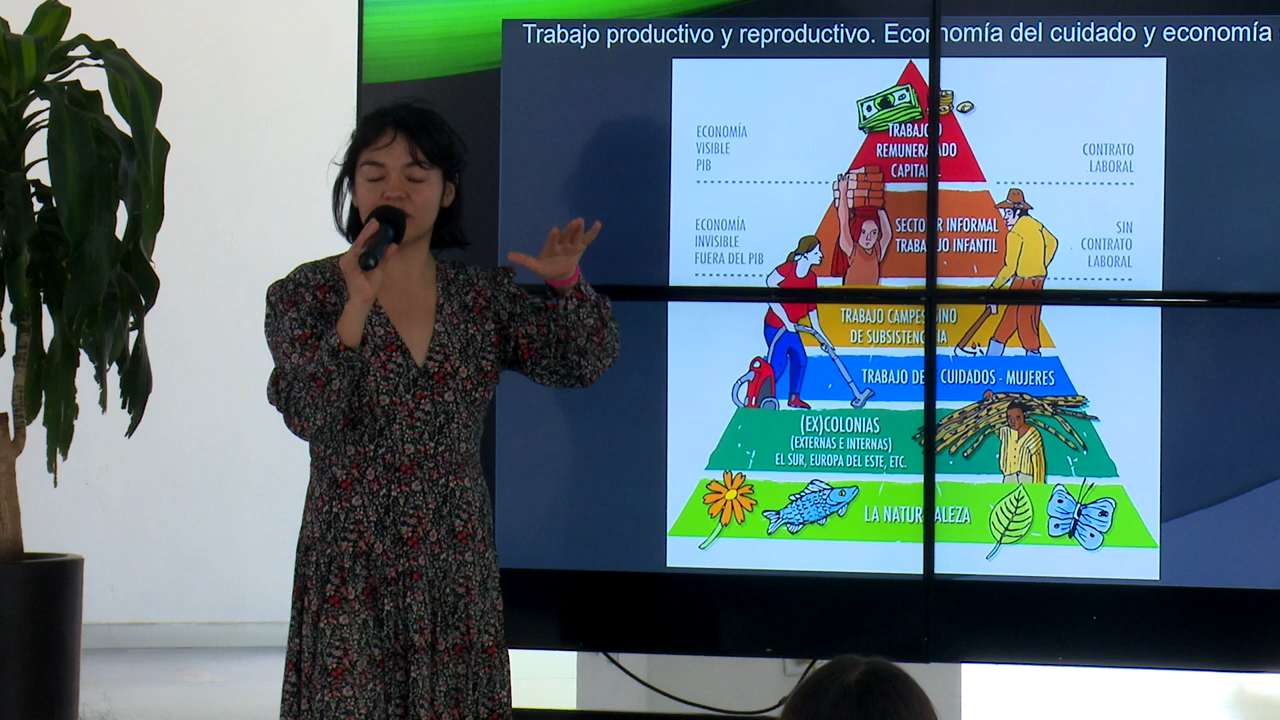 Trabajo productivo y reproductivo. Economía del cuidado y economía
ECONOMÍA
VISIBLE
PIB
TRABAJO
REMUNERADO
CAPITAL
CONTRATO
LABORAL
ECONOMÍA
INVISIBLE
FUERA DEL PIB
SECTOR INFORMAL
TRABAJO INFANTIL
SIN
CONTRATO
LABORAL
TRABAJO CAMPESINO
DE SUBSISTENCIA
TRABAJO DE CUIDADOS - MUJERES
(EX)COLONIAS
(EXTERNAS E INTERNAS)
EL SUR, EUROPA DEL ESTE, ETC.
LA NATURALEZA